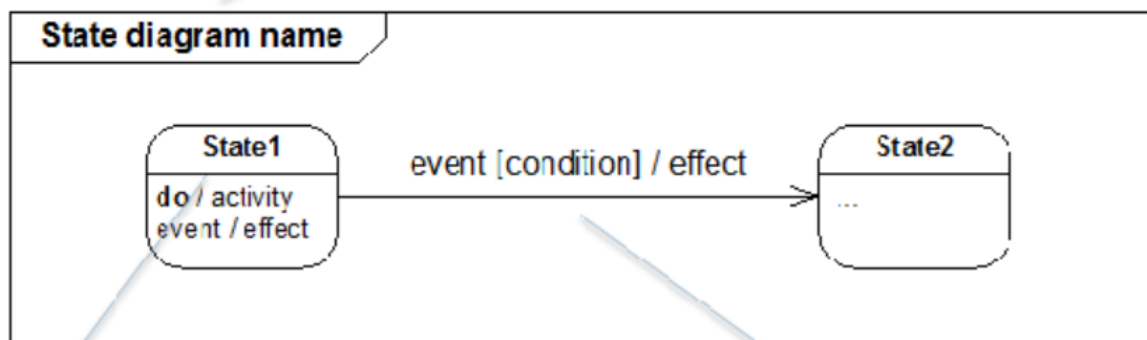 State diagram name
State1
do / activity
event / effect
event [condition] / effect
State2
...